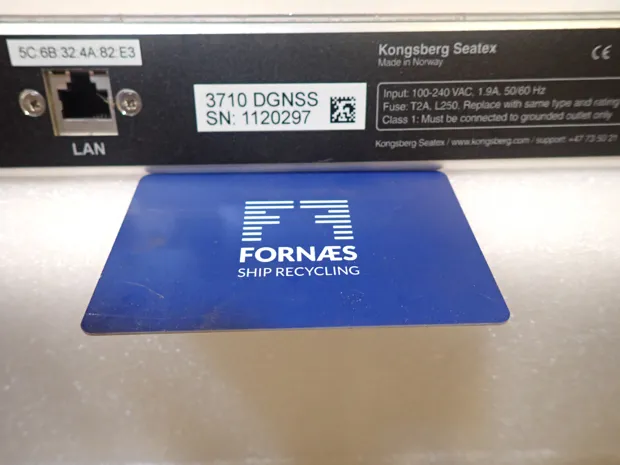 5C:6B:32:4A:82:E3
LAN
3710 DGNSS
SN: 1120297
Kongsberg Seatex
Made in Norway
CE
Input: 100-240 VAC, 1.9A, 50/60 Hz
Fuse: T2A, L250, Replace with same type and rating
Class 1: Must be connected to grounded outlet only
Kongsberg Seatex / www.kongsberg.com / support: +47 73 50 21
FORNÆS
SHIP RECYCLING